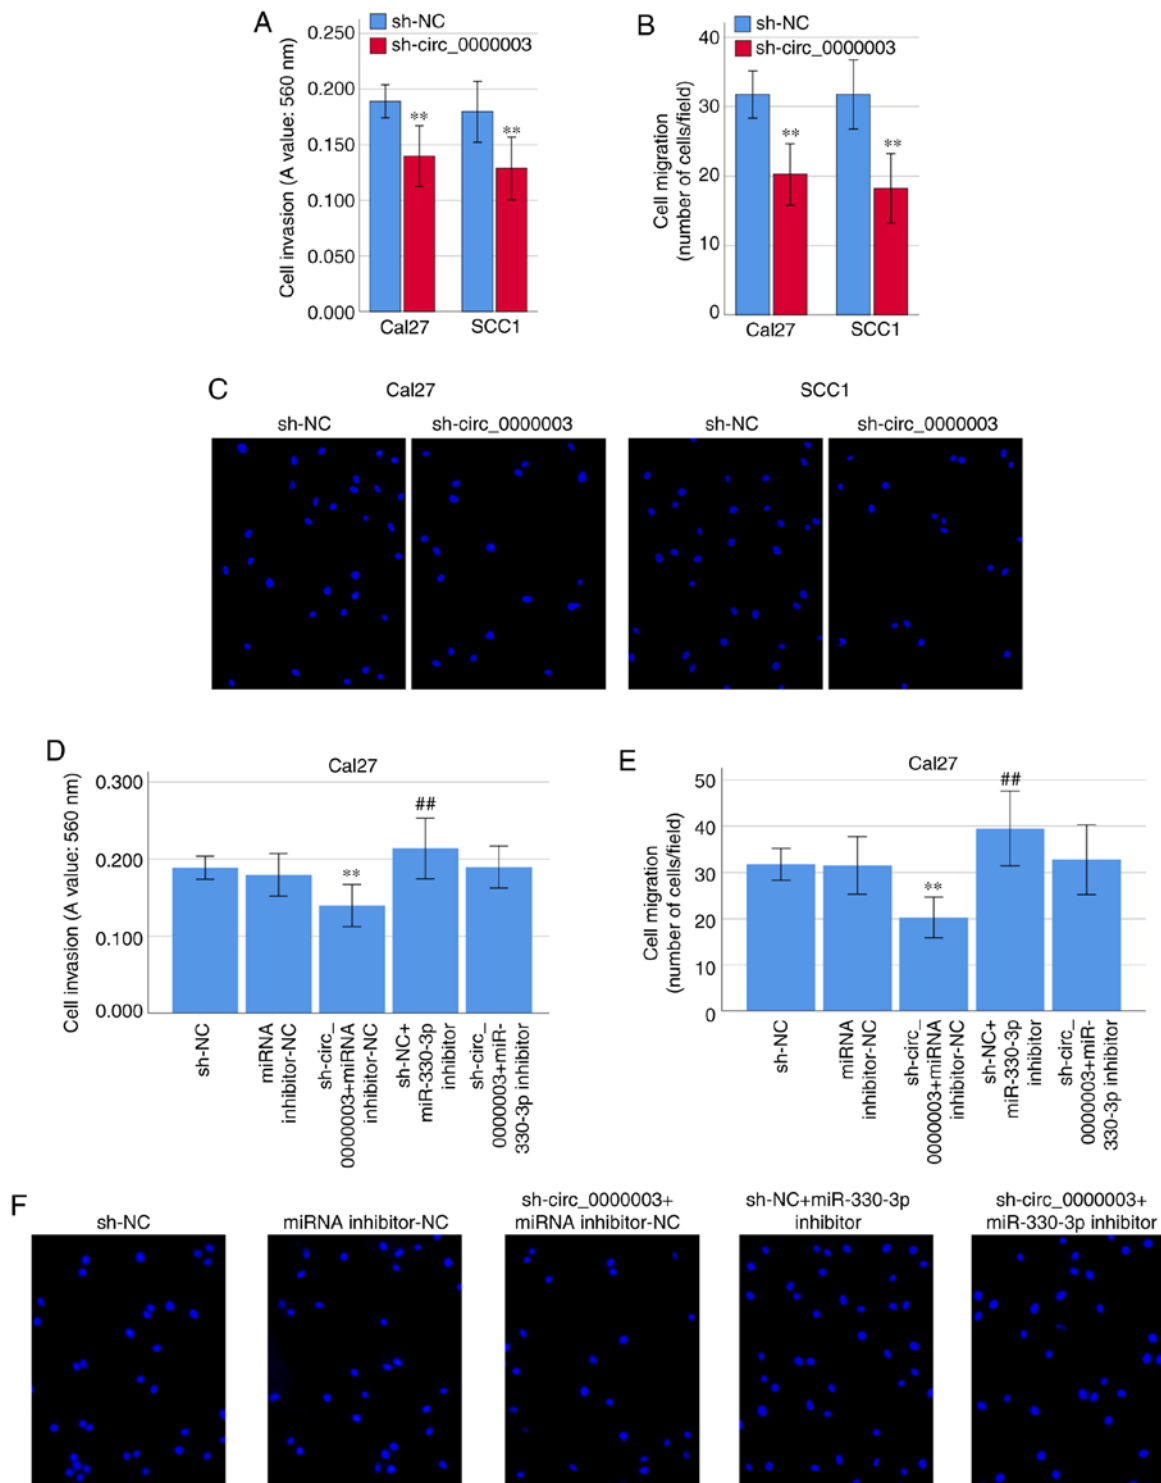 A
sh-NC
sh-circ_0000003
Cell invasion (A value: 560 nm)
0.250
0.200
0.150
0.100
0.050
0.000
**
**
Cal27
SCC1
B
sh-NC
sh-circ_0000003
Cell migration
(number of cells/field)
40
30
20
10
0
**
**
Cal27
SCC1
C
Cal27
SCC1
sh-NC
sh-circ_0000003
sh-NC
sh-circ_0000003
D
Cal27
Cell invasion (A value: 560 nm)
0.300
0.200
0.100
0.000
**
##
sh-NC
miRNA
inhibitor-NC
sh-circ_
0000003+miRNA
inhibitor-NC
sh-NC+
miR-330-3p
inhibitor
sh-circ_
0000003+miR-
330-3p inhibitor
E
Cal27
Cell migration
(number of cells/field)
50
40
30
20
10
0
**
##
sh-NC
miRNA
inhibitor-NC
sh-circ_
0000003+miRNA
inhibitor-NC
sh-NC+
miR-330-3p
inhibitor
sh-circ_
0000003+miR-
330-3p inhibitor
F
sh-NC
miRNA inhibitor-NC
sh-circ_0000003+
miRNA inhibitor-NC
sh-NC+miR-330-3p
inhibitor
sh-circ_0000003+
miR-330-3p inhibitor